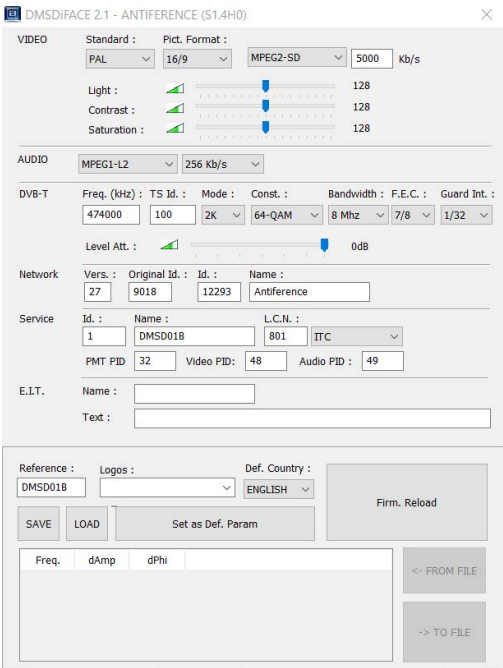 DMSDiFACE 2.1 - ANTIFERENCE (S1.4H0)
VIDEO Standard : Pict. Format :
PAL 16/9 MPEG2-SD 5000 Kb/s
Light : 128
Contrast : 128
Saturation : 128
AUDIO MPEG1-L2 256 Kb/s
DVB-T Freq. (kHz) : TS Id. : Mode : Const. : Bandwidth : F.E.C. : Guard Int. :
474000 100 2K 64-QAM 8 Mhz 7/8 1/32
Level Att. : 0dB
Network Vers. : Original Id. : Id. : Name :
27 9018 12293 Antiference
Service Id. : Name : L.C.N. :
1 DMSD01B 801 ITC
PMT PID 32 Video PID: 48 Audio PID : 49
E.I.T. Name :
Text :
Reference : Logos : Def. Country :
DMSD01B ENGLISH
Firm. Reload
SAVE LOAD Set as Def. Param
Freq. dAmp dPhi
<- FROM FILE
-> TO FILE